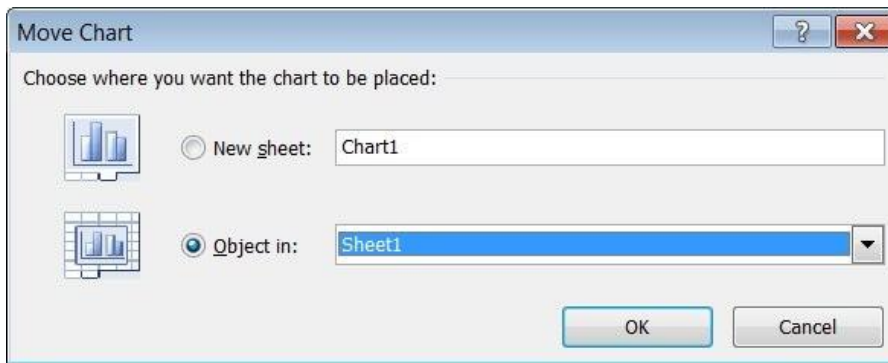 Move Chart
Choose where you want the chart to be placed:
New sheet: Chart1
Object in: Sheet1
OK Cancel